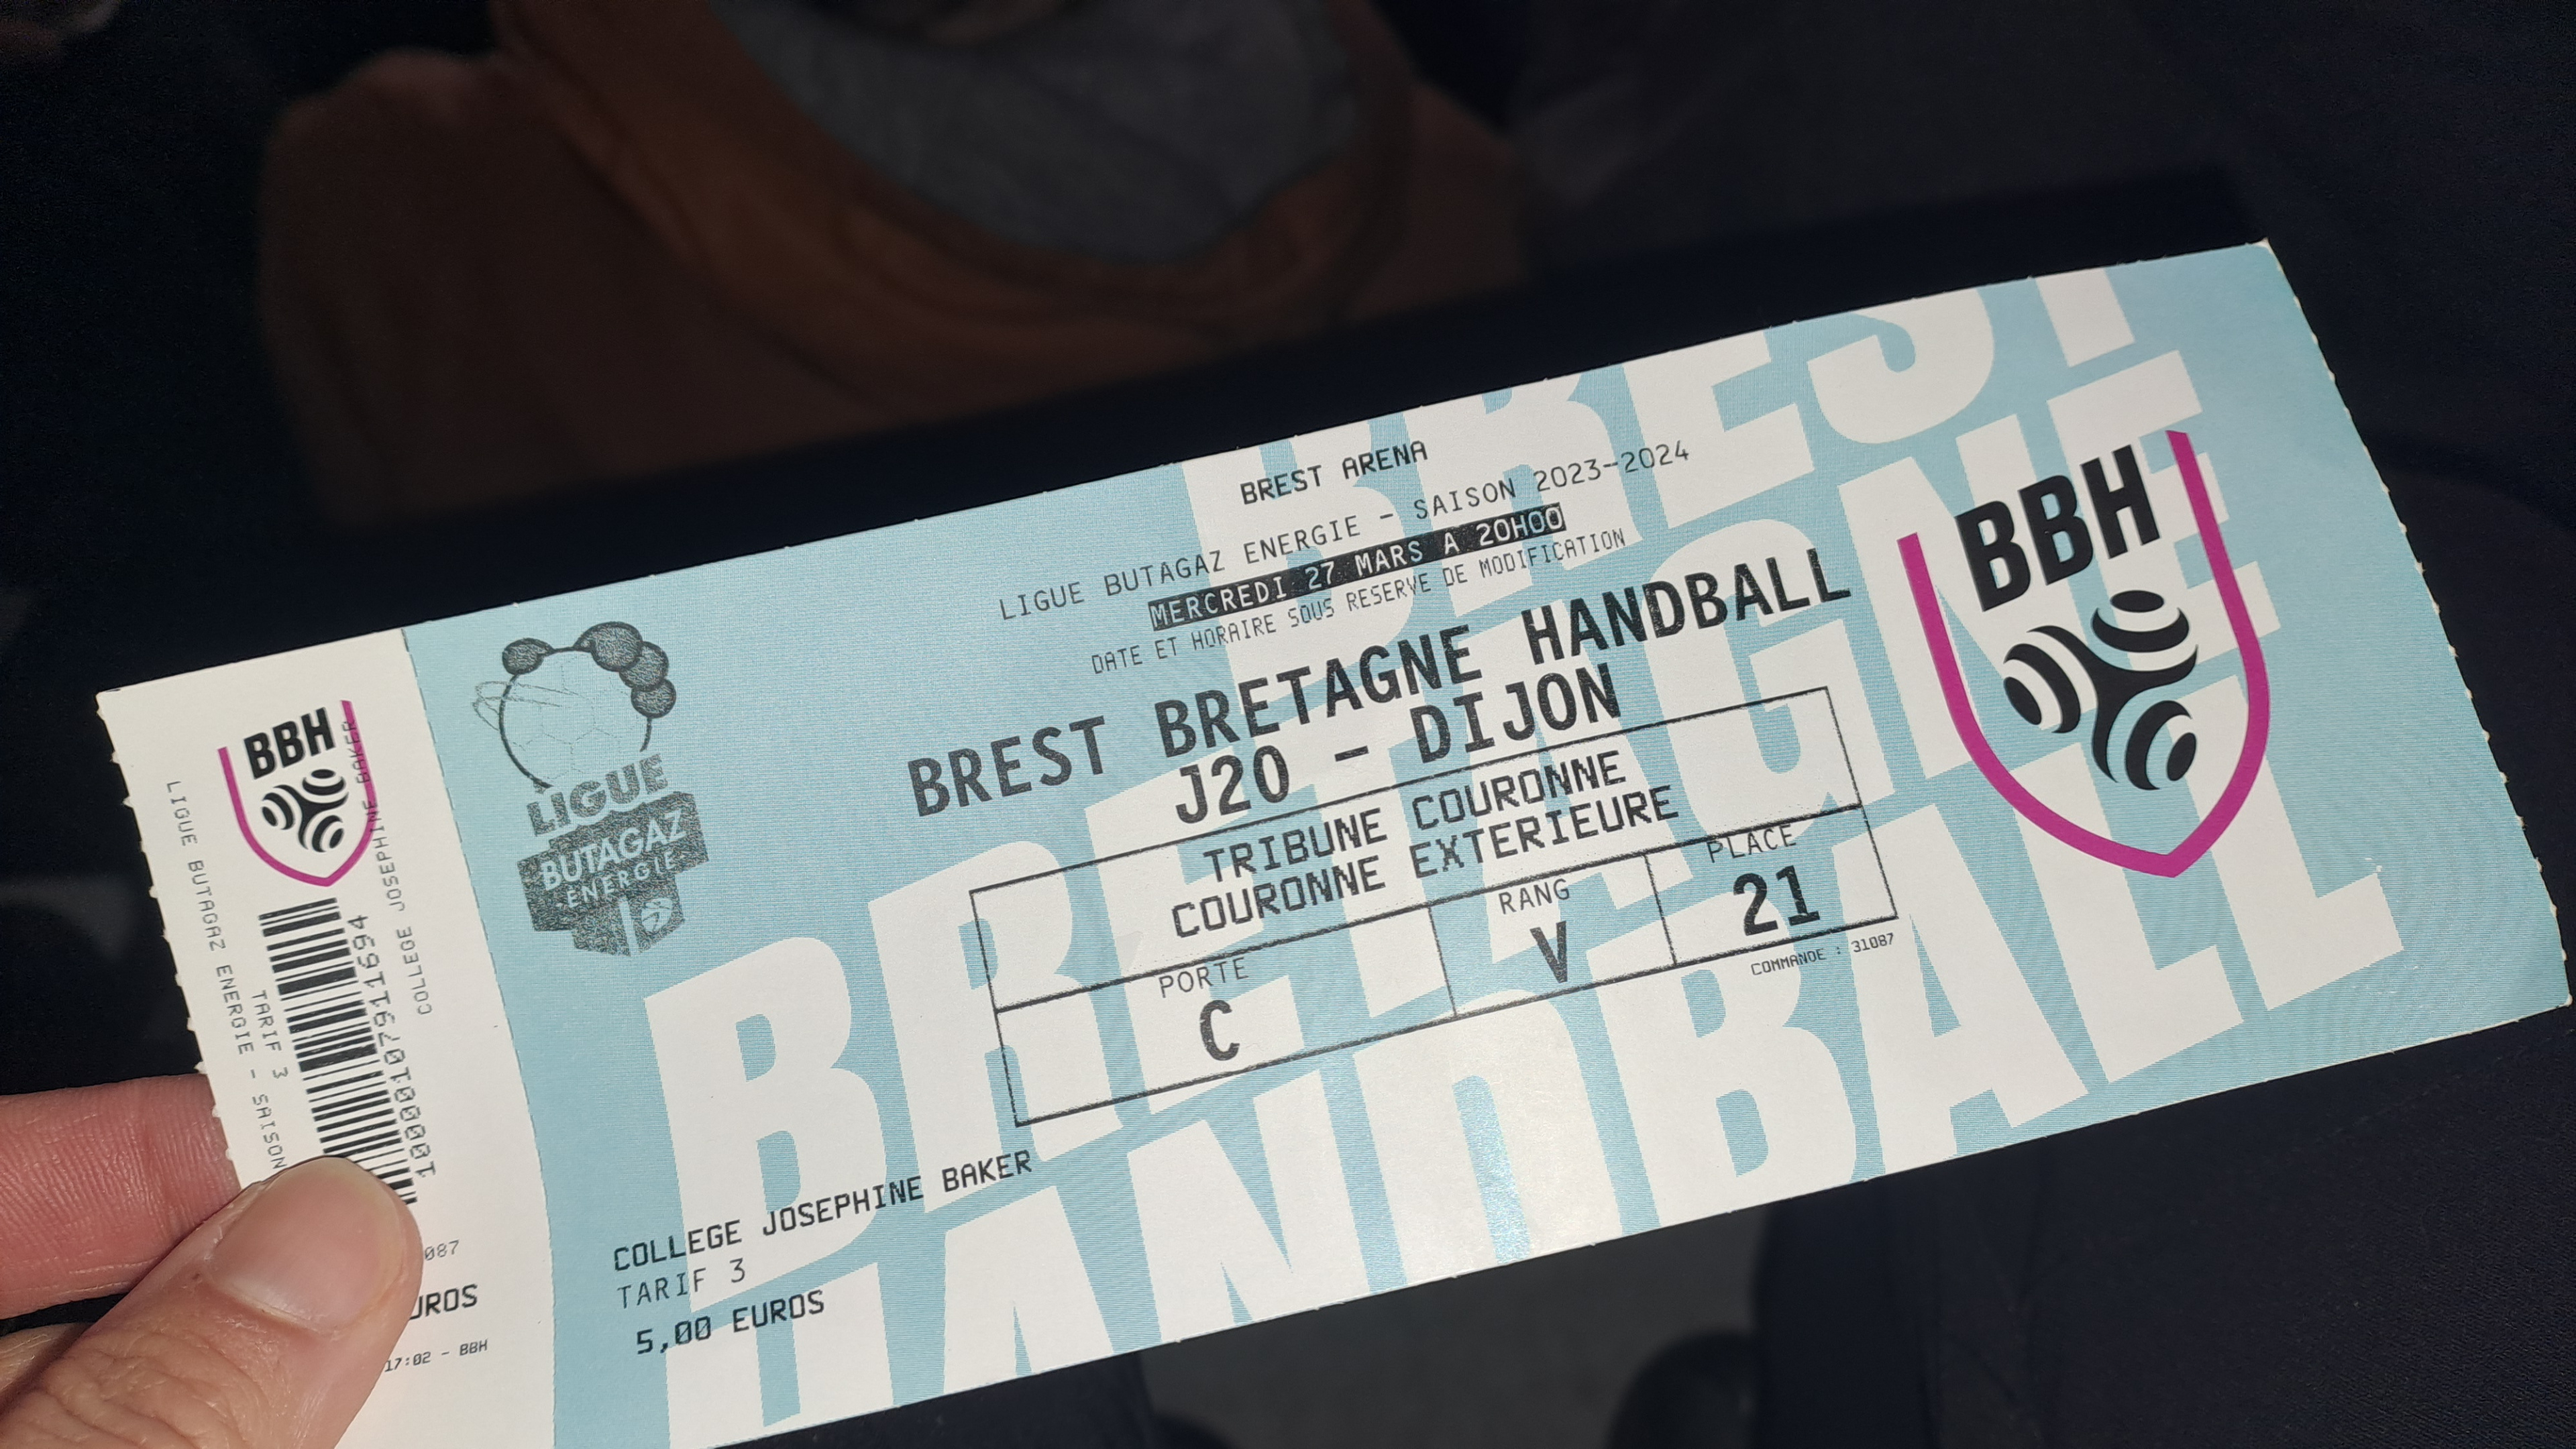 BREST ARENA
LIGUE BUTAGAZ ENERGIE - SAISON 2023-2024
MERCREDI 27 MARS A 20H00
DATE ET HORAIRE SOUS RESERVE DE MODIFICATION
BREST BRETAGNE HANDBALL
J20 - DIJON
TRIBUNE COURONNE
COURONNE EXTERIEURE
PORTE
C
RANG
V
PLACE
21
COMMANDE : 31087
COLLEGE JOSEPHINE BAKER
TARIF 3
5,00 EUROS
LIGUE
BUTAGAZ
ENERGIE
BBH
BREST
BRETAGNE
HANDBALL
BRETAGNE
HANDBALL
BBH
LIGUE BUTAGAZ ENERGIE - SAISON
TARIF 3
10000107911694
COLLEGE JOSEPHINE BAKER
087
UROS
17:02 - BBH